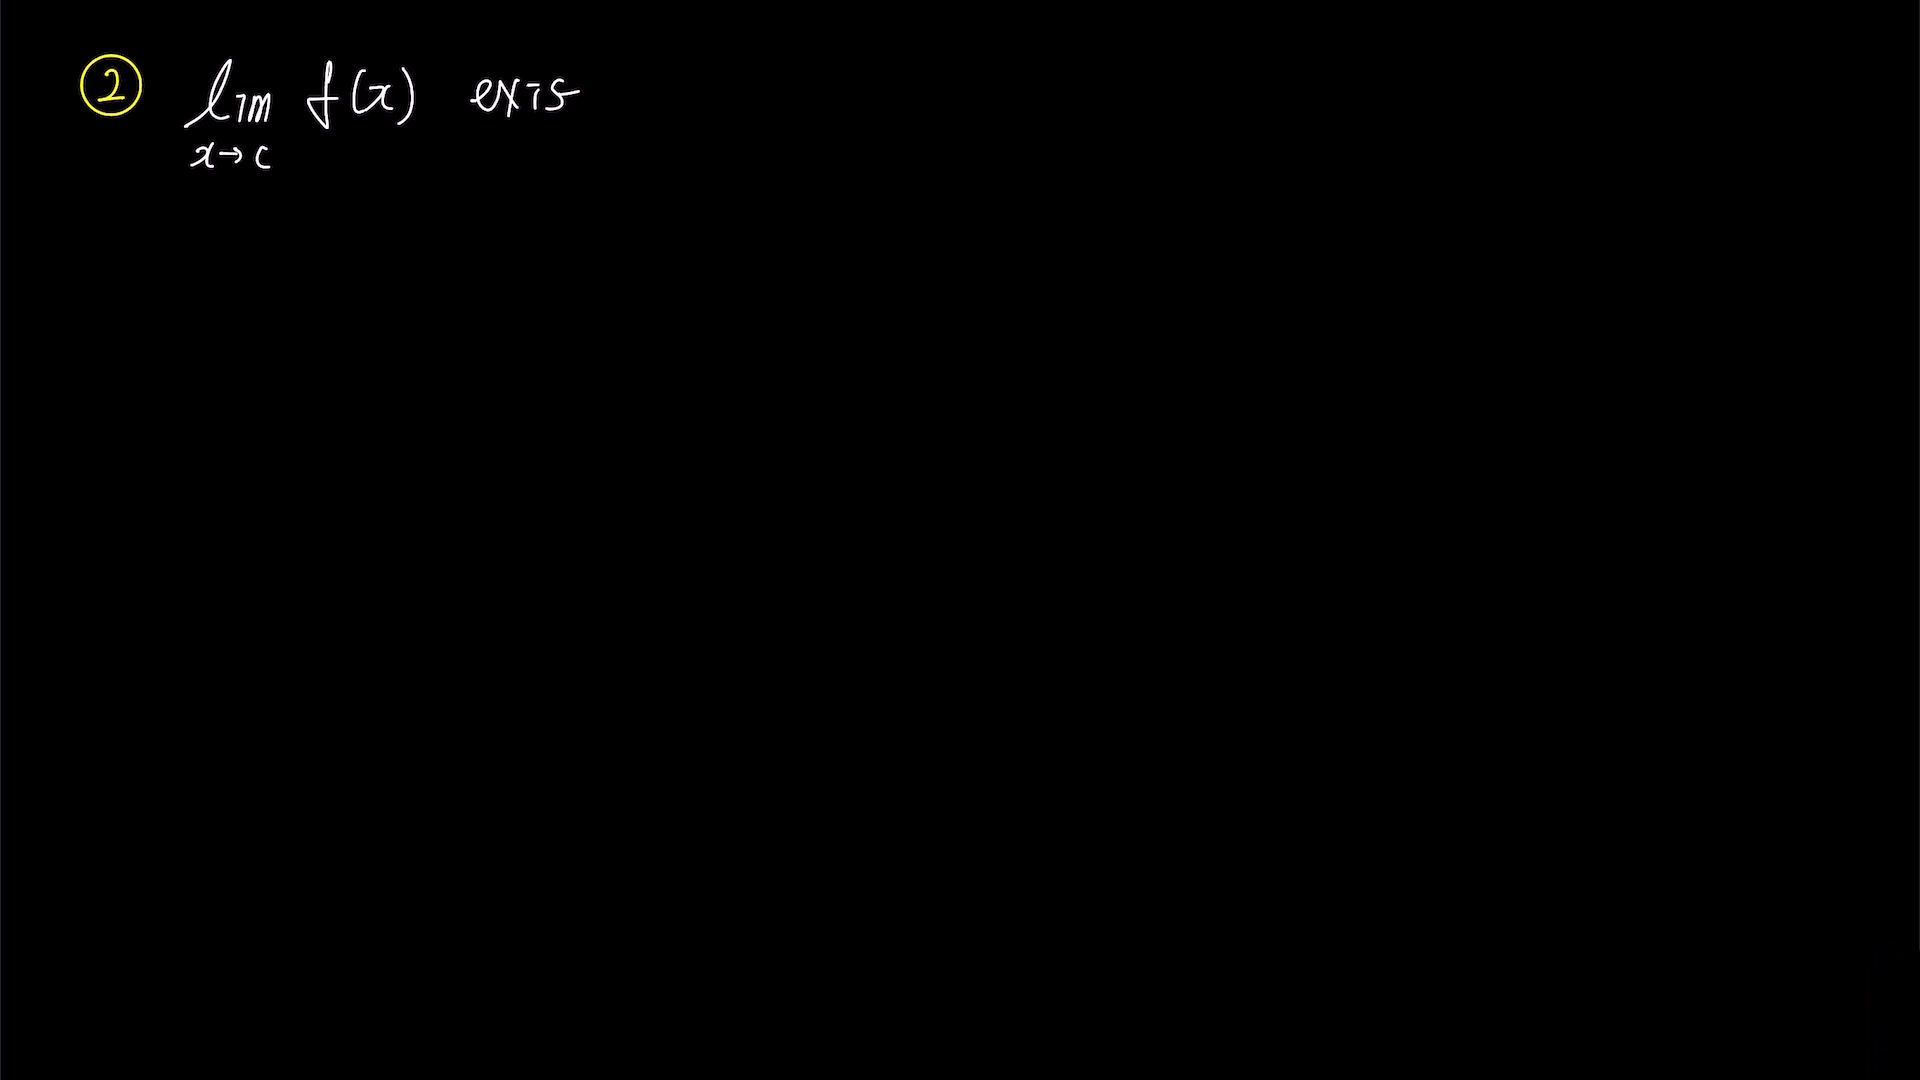 ② lim f(x) exis
x→c